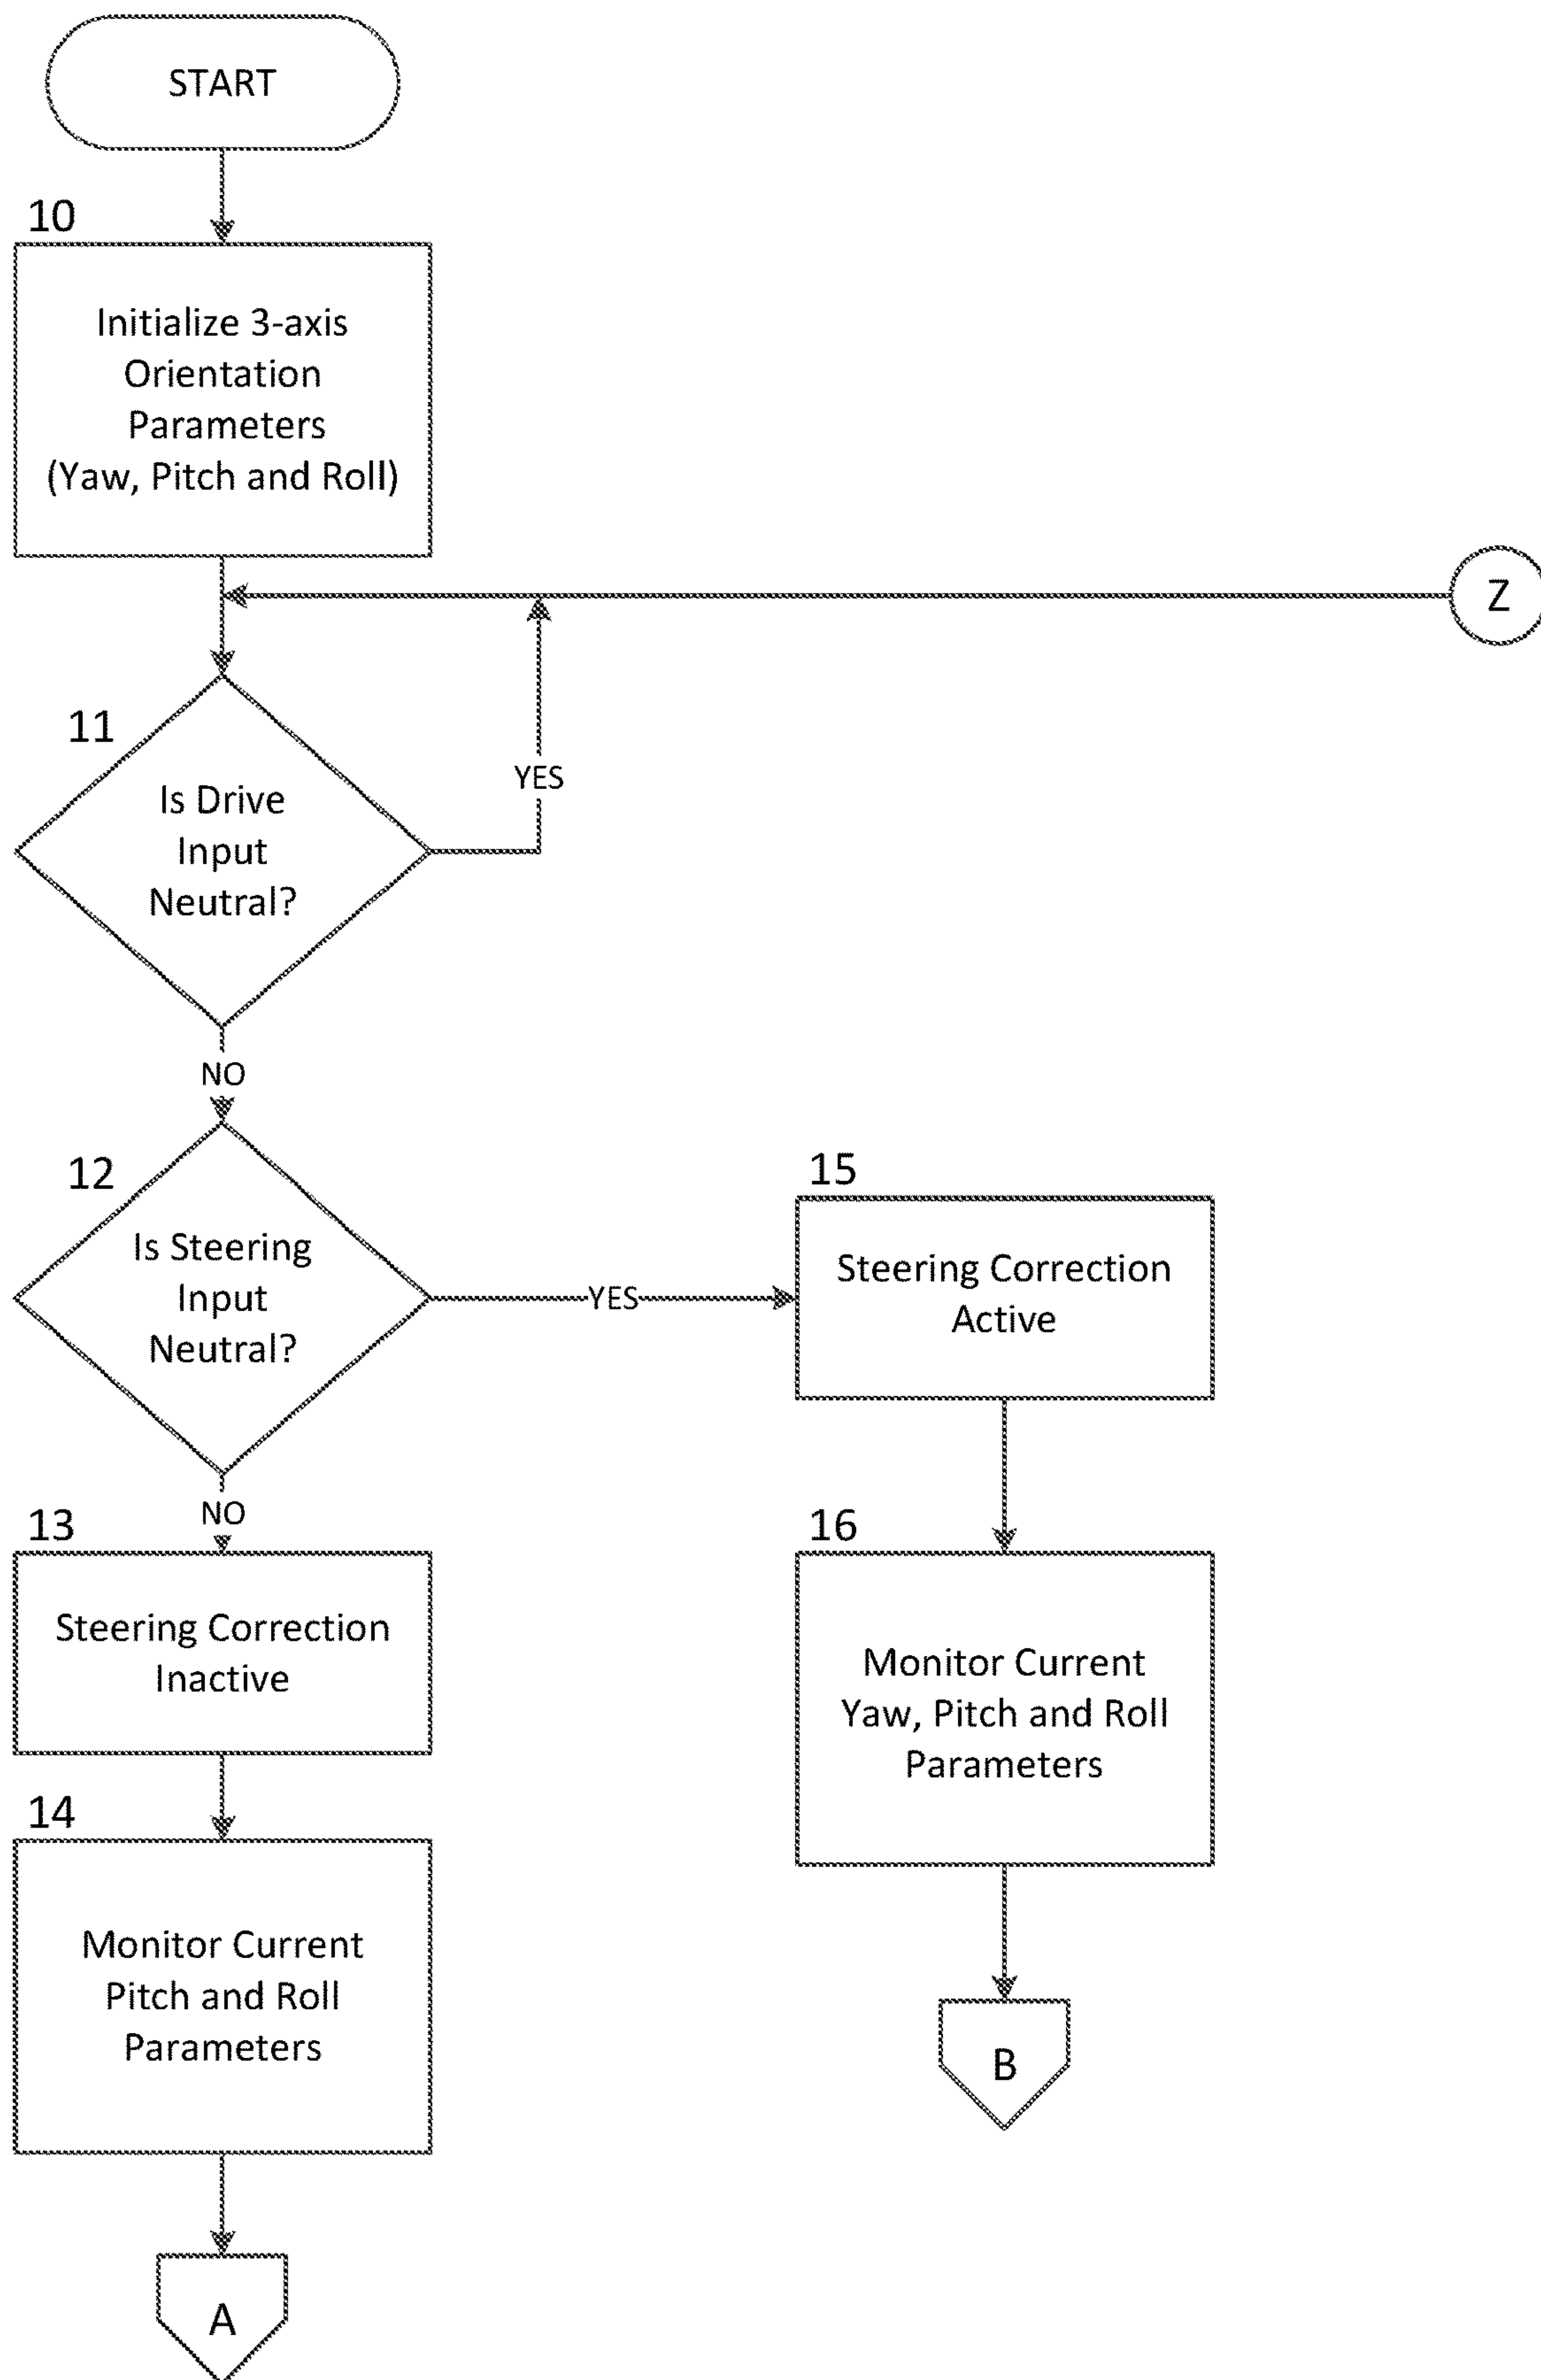 START
10
Initialize 3-axis
Orientation
Parameters
(Yaw, Pitch and Roll)
Z
11
Is Drive
Input
Neutral?
YES
NO
12
Is Steering
Input
Neutral?
YES
15
Steering Correction
Active
NO
13
Steering Correction
Inactive
16
Monitor Current
Yaw, Pitch and Roll
Parameters
14
Monitor Current
Pitch and Roll
Parameters
B
A